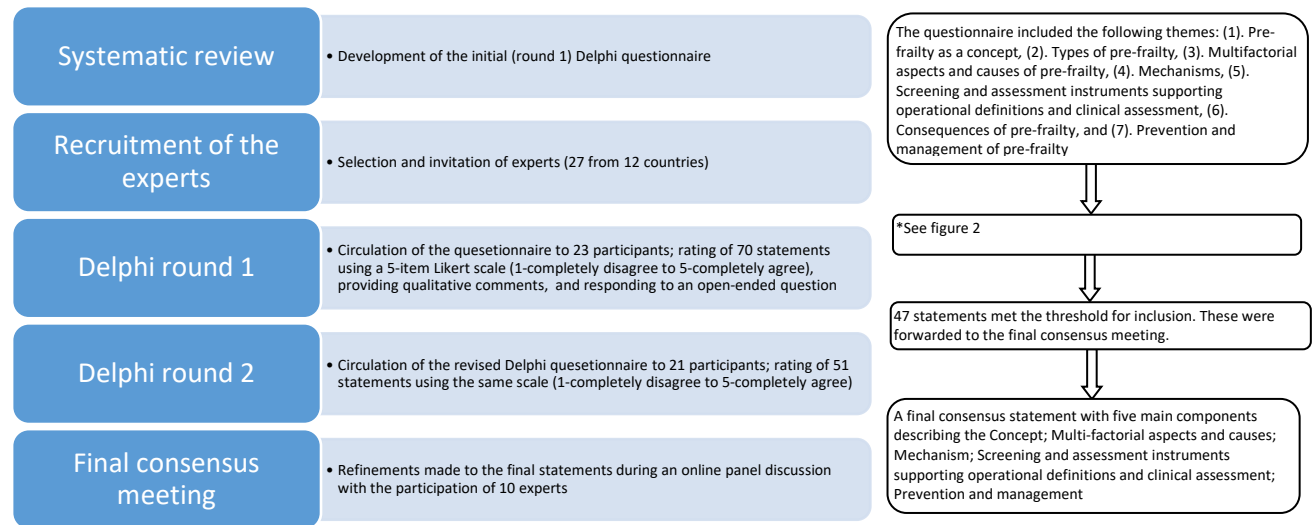 Systematic review
• Development of the initial (round 1) Delphi questionnaire
Recruitment of the
experts
• Selection and invitation of experts (27 from 12 countries)
Delphi round 1
• Circulation of the quesetionnaire to 23 participants; rating of 70 statements
using a 5-item Likert scale (1-completely disagree to 5-completely agree),
providing qualitative comments, and responding to an open-ended question
Delphi round 2
• Circulation of the revised Delphi quesetionnaire to 21 participants; rating of 51
statements using the same scale (1-completely disagree to 5-completely agree)
Final consensus
meeting
• Refinements made to the final statements during an online panel discussion
with the participation of 10 experts
The questionnaire included the following themes: (1). Pre-
frailty as a concept, (2). Types of pre-frailty, (3). Multifactorial
aspects and causes of pre-frailty, (4). Mechanisms, (5).
Screening and assessment instruments supporting
operational definitions and clinical assessment, (6).
Consequences of pre-frailty, and (7). Prevention and
management of pre-frailty
*See figure 2
47 statements met the threshold for inclusion. These were
forwarded to the final consensus meeting.
A final consensus statement with five main components
describing the Concept; Multi-factorial aspects and causes;
Mechanism; Screening and assessment instruments
supporting operational definitions and clinical assessment;
Prevention and management